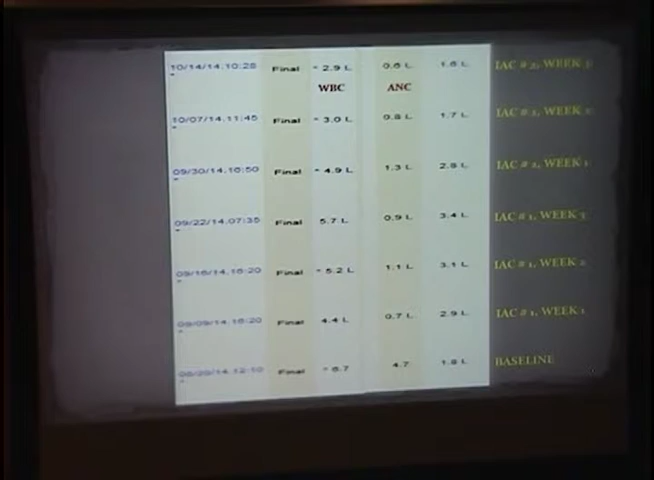 10/14/14.10:28 Final * 2.9 L 0.6 L 1.6 L IAC # 2, WEEK 3
WBC ANC
10/07/14.11:45 Final * 3.0 L 0.8 L 1.7 L IAC # 2, WEEK 2
09/30/14.16:50 Final * 4.9 L 1.3 L 2.8 L IAC # 2, WEEK 1
09/22/14.07:35 Final 5.7 L 0.9 L 3.4 L IAC # 1, WEEK 3
09/16/14.16:20 Final * 5.2 L 1.1 L 3.1 L IAC # 1, WEEK 2
09/09/14.16:20 Final 4.4 L 0.7 L 2.9 L IAC # 1, WEEK 1
Final * 6.7 4.7 1.8 L BASELINE